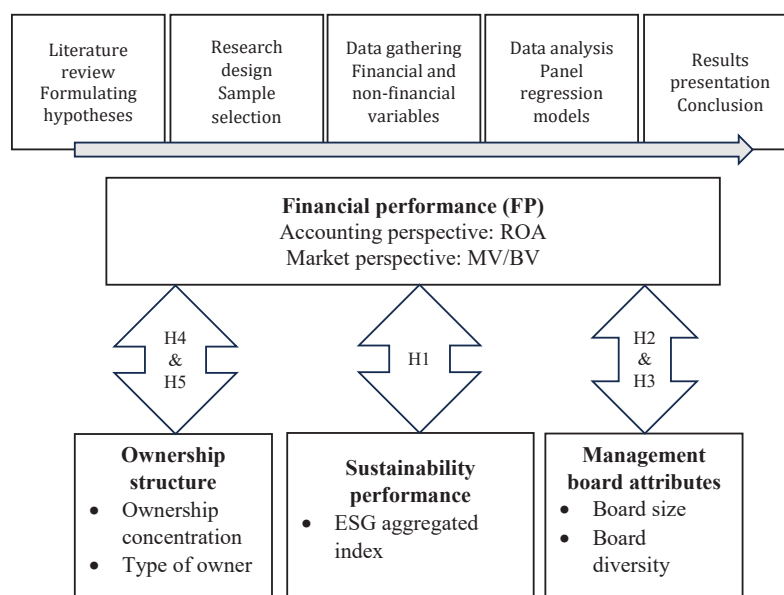 Literature
review
Formulating
hypotheses
Research
design
Sample
selection
Data gathering
Financial and
non-financial
variables
Data analysis
Panel
regression
models
Results
presentation
Conclusion
Financial performance (FP)
Accounting perspective: ROA
Market perspective: MV/BV
H4
&
H5
H1
H2
&
H3
Ownership
structure
• Ownership
concentration
• Type of owner
Sustainability
performance
• ESG aggregated
index
Management
board attributes
• Board size
• Board
diversity